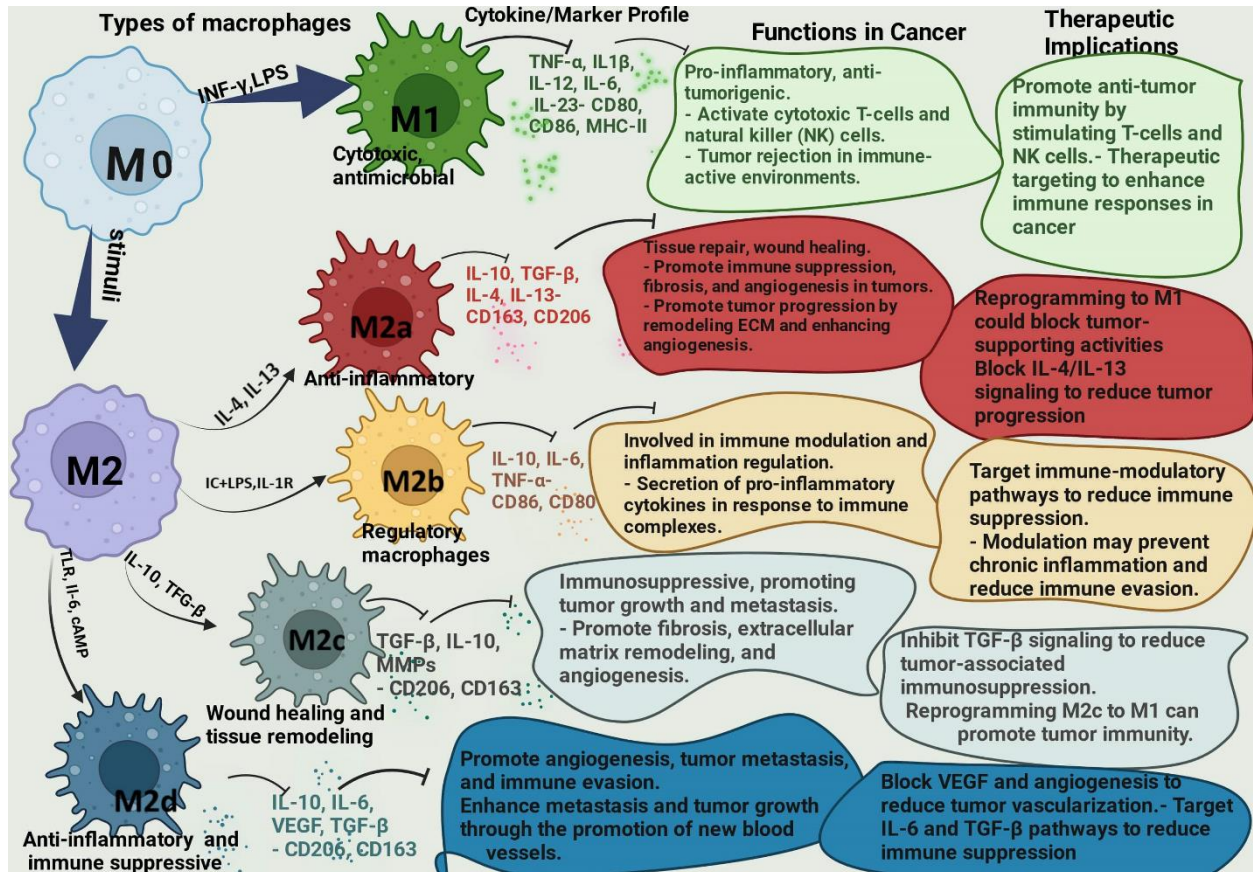 Types of macrophages
Cytokine/Marker Profile
Functions in Cancer
Therapeutic
Implications
M0
INF-γ,LPS
M1
Cytotoxic,
antimicrobial
TNF-α, IL1β,
IL-12, IL-6,
IL-23- CD80,
CD86, MHC-II
Pro-inflammatory, anti-
tumorigenic.
- Activate cytotoxic T-cells and
natural killer (NK) cells.
- Tumor rejection in immune-
active environments.
Promote anti-tumor
immunity by
stimulating T-cells and
NK cells.- Therapeutic
targeting to enhance
immune responses in
cancer
stimuli
M2
IL-4, IL-13
M2a
Anti-inflammatory
IL-10, TGF-β,
IL-4, IL-13-
CD163, CD206
Tissue repair, wound healing.
- Promote immune suppression,
fibrosis, and angiogenesis in tumors.
- Promote tumor progression by
remodeling ECM and enhancing
angiogenesis.
Reprogramming to M1
could block tumor-
supporting activities
Block IL-4/IL-13
signaling to reduce tumor
progression
IC+LPS,IL-1R
M2b
Regulatory
macrophages
IL-10, IL-6,
TNF-α-
CD86, CD80
Involved in immune modulation and
inflammation regulation.
- Secretion of pro-inflammatory
cytokines in response to immune
complexes.
Target immune-modulatory
pathways to reduce immune
suppression.
- Modulation may prevent
chronic inflammation and
reduce immune evasion.
IL-10, TFG-β
M2c
Wound healing and
tissue remodeling
TGF-β, IL-10,
MMPs
- CD206, CD163
Immunosuppressive, promoting
tumor growth and metastasis.
- Promote fibrosis, extracellular
matrix remodeling, and
angiogenesis.
Inhibit TGF-β signaling to reduce
tumor-associated
immunosuppression.
Reprogramming M2c to M1 can
promote tumor immunity.
TLR, Il-6, cAMP
M2d
Anti-inflammatory and
immune suppressive
IL-10, IL-6,
VEGF, TGF-β
- CD206, CD163
Promote angiogenesis, tumor metastasis,
and immune evasion.
Enhance metastasis and tumor growth
through the promotion of new blood
vessels.
Block VEGF and angiogenesis to
reduce tumor vascularization.- Target
IL-6 and TGF-β pathways to reduce
immune suppression